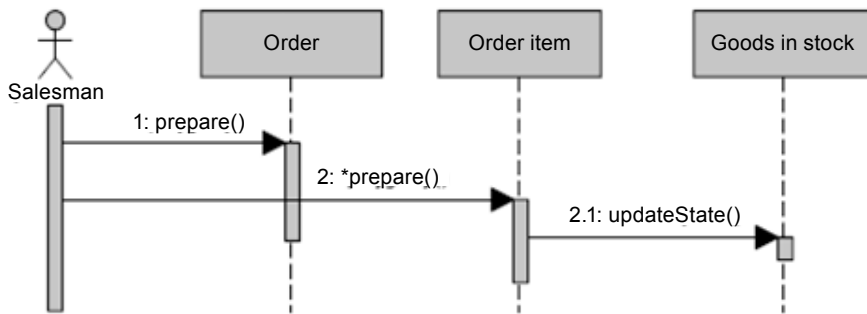 Order
Order item
Goods in stock
Salesman
1: prepare()
2: *prepare()
2.1: updateState()